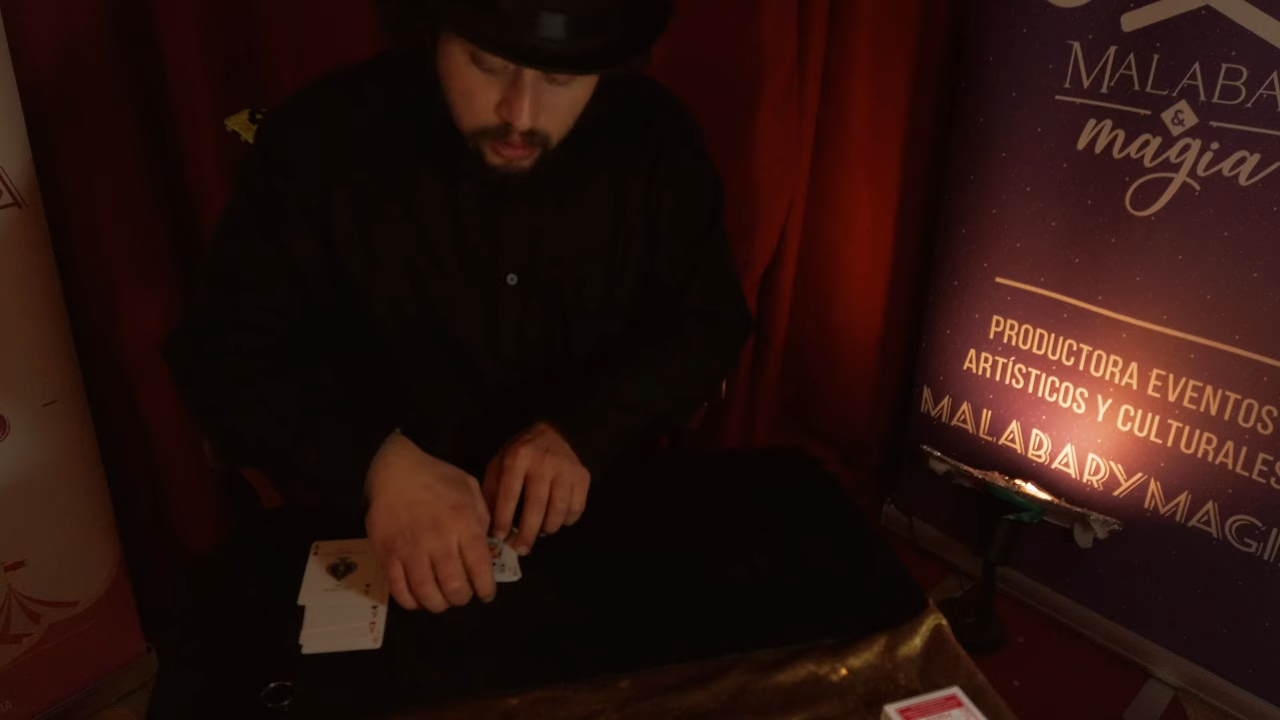 MALABA
&
magia
PRODUCTORA EVENTOS
ARTÍSTICOS Y CULTURALES
MALABARYMAGI